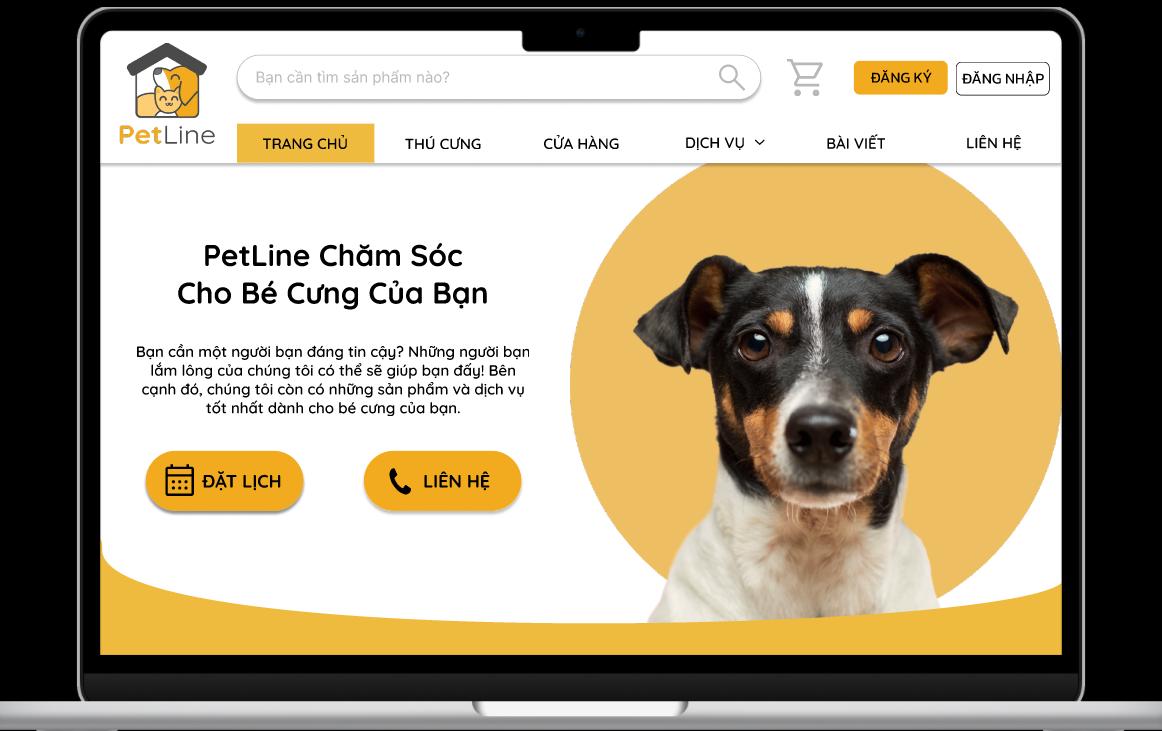 Bạn cần tìm sản phẩm nào?
ĐĂNG KÝ
ĐĂNG NHẬP
PetLine
TRANG CHỦ
THÚ CƯNG
CỬA HÀNG
DỊCH VỤ
BÀI VIẾT
LIÊN HỆ
PetLine Chăm Sóc
Cho Bé Cưng Của Bạn
Bạn cần một người bạn đáng tin cậy? Những người bạn
lắm lông của chúng tôi có thể sẽ giúp bạn đấy! Bên
cạnh đó, chúng tôi còn có những sản phẩm và dịch vụ
tốt nhất dành cho bé cưng của bạn.
ĐẶT LỊCH
LIÊN HỆ